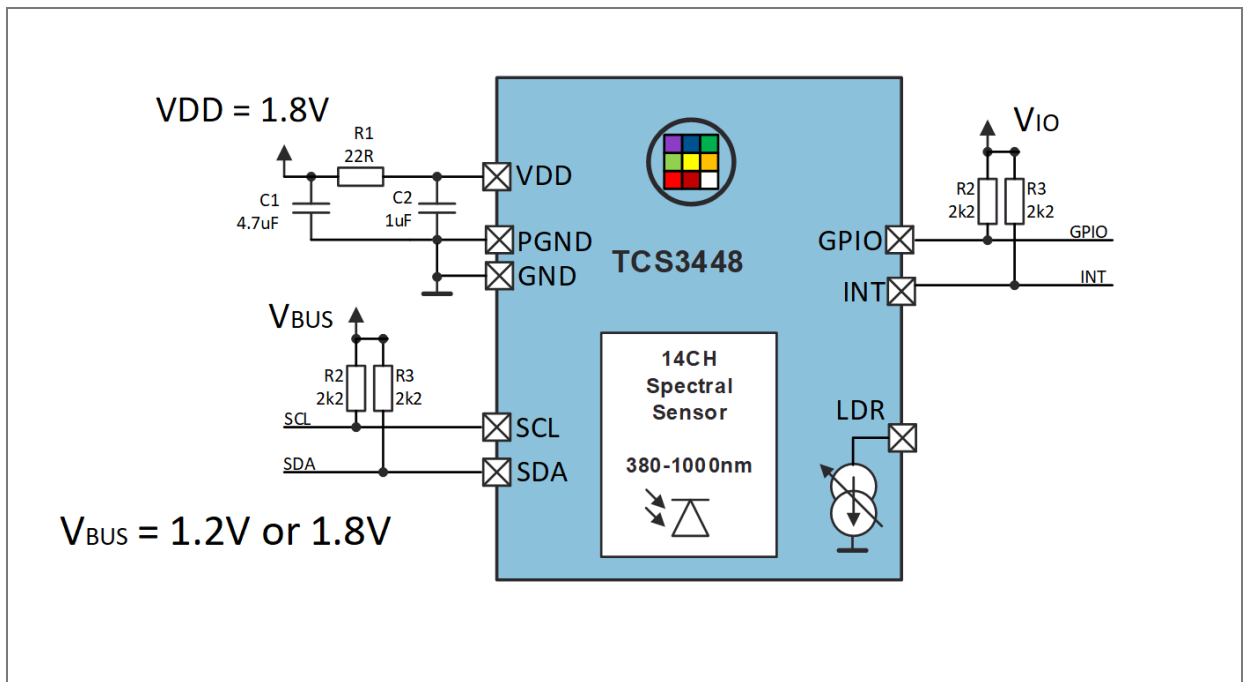 VDD = 1.8V
R1
22R
C1
4.7uF
C2
1uF
VDD
PGND
GND
VBUS
R2
2k2
R3
2k2
SCL
SDA
SCL
SDA
VBUS = 1.2V or 1.8V
TCS3448
14CH
Spectral
Sensor
380-1000nm
VIO
R2
2k2
R3
2k2
GPIO
GPIO
INT
INT
LDR